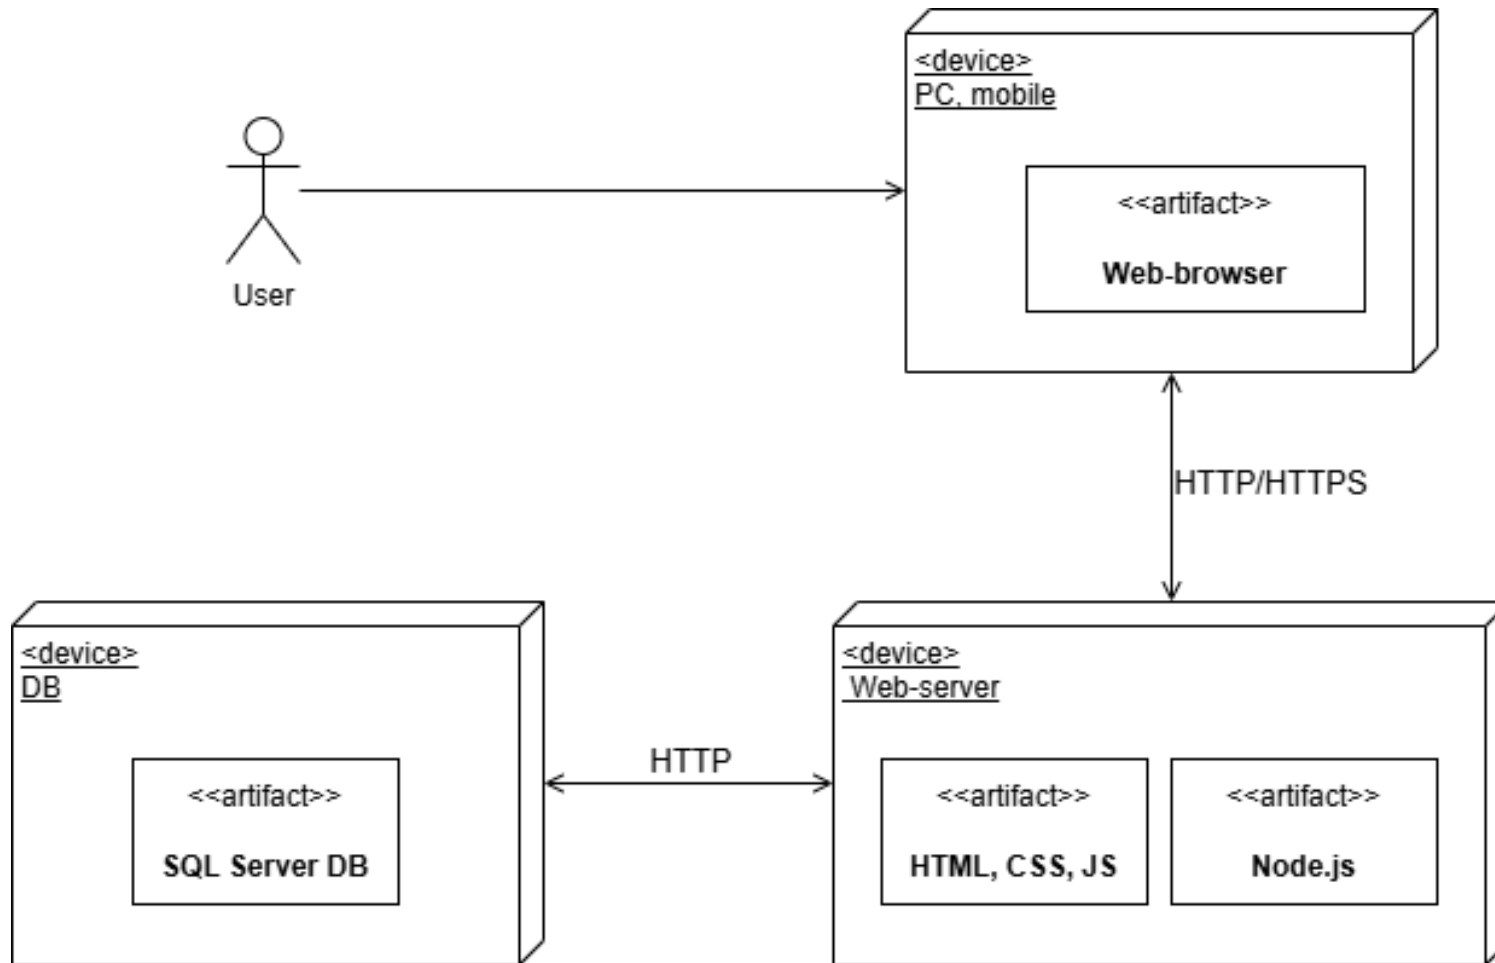 <device>
PC, mobile
<<artifact>>
Web-browser
User
HTTP/HTTPS
<device>
DB
<<artifact>>
SQL Server DB
HTTP
<device>
Web-server
<<artifact>>
HTML, CSS, JS
<<artifact>>
Node.js